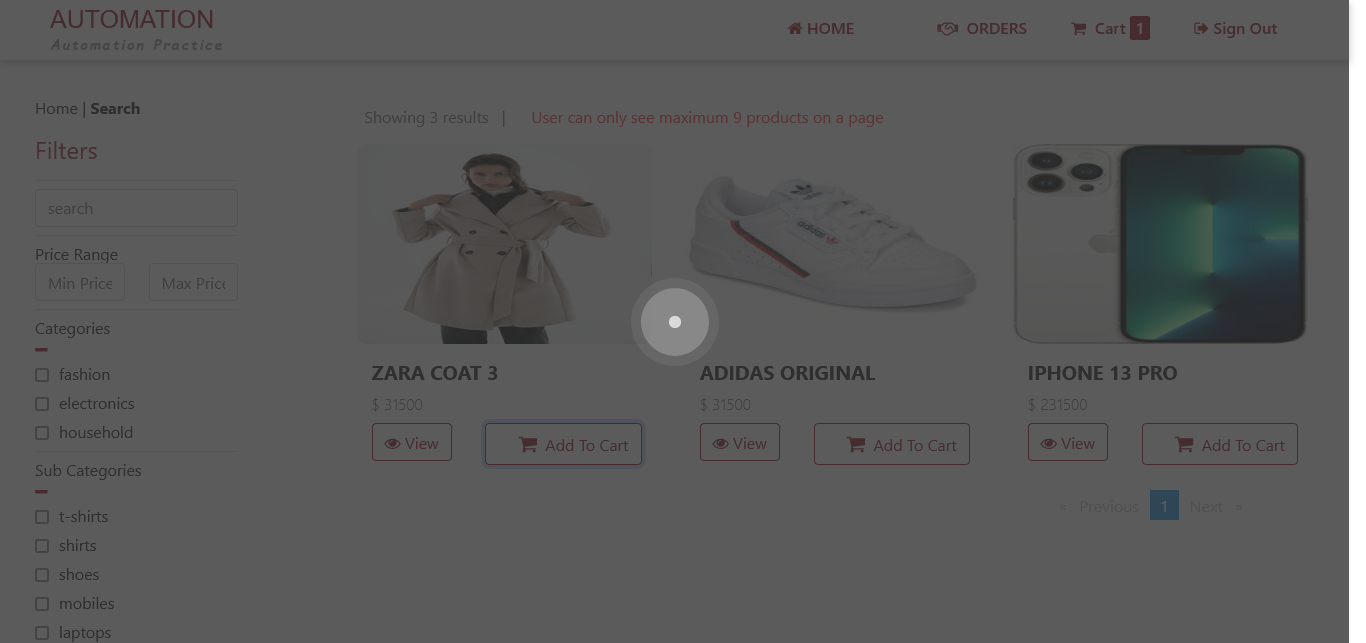 AUTOMATION
Automation Practice
HOME
ORDERS
Cart 1
Sign Out
Home | Search
Showing 3 results |
User can only see maximum 9 products on a page
Filters
search
Price Range
Min Price
Max Pric
Categories
fashion
electronics
household
Sub Categories
t-shirts
shirts
shoes
mobiles
laptops
adidas
ZARA COAT 3
$ 31500
View
Add To Cart
ADIDAS ORIGINAL
$ 31500
View
Add To Cart
IPHONE 13 PRO
$ 231500
View
Add To Cart
« Previous 1 Next »